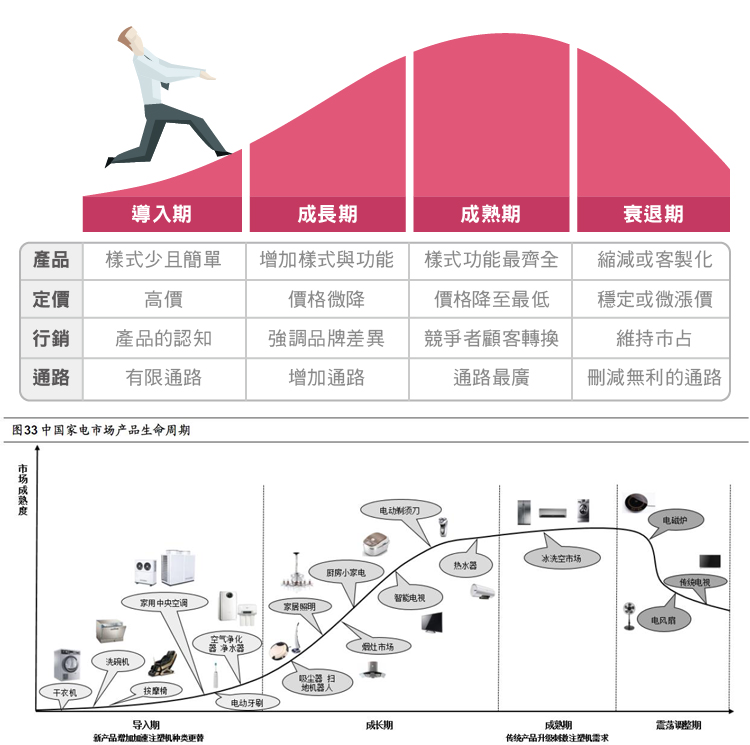 導入期 成長期 成熟期 衰退期
產品 樣式少且簡單 增加樣式與功能 樣式功能最齊全 縮減或客製化
定價 高價 價格微降 價格降至最低 穩定或微漲價
行銷 產品的認知 強調品牌差異 競爭者顧客轉換 維持市占
通路 有限通路 增加通路 通路最廣 刪減無利的通路
图33 中国家电市场产品生命周期
市场成熟度
电动剃须刀
电磁炉
热水器
冰洗空市场
厨房小家电
传统电视
智能电视
家用中央空调
家居照明
电风扇
空气净化
器 净水器
烟灶市场
洗碗机
吸尘器 扫
地机器人
干衣机
按摩椅
电动牙刷
导入期 成长期 成熟期 震荡调整期
新产品增加加速注塑机种类更替 传统产品升级刺激注塑机需求